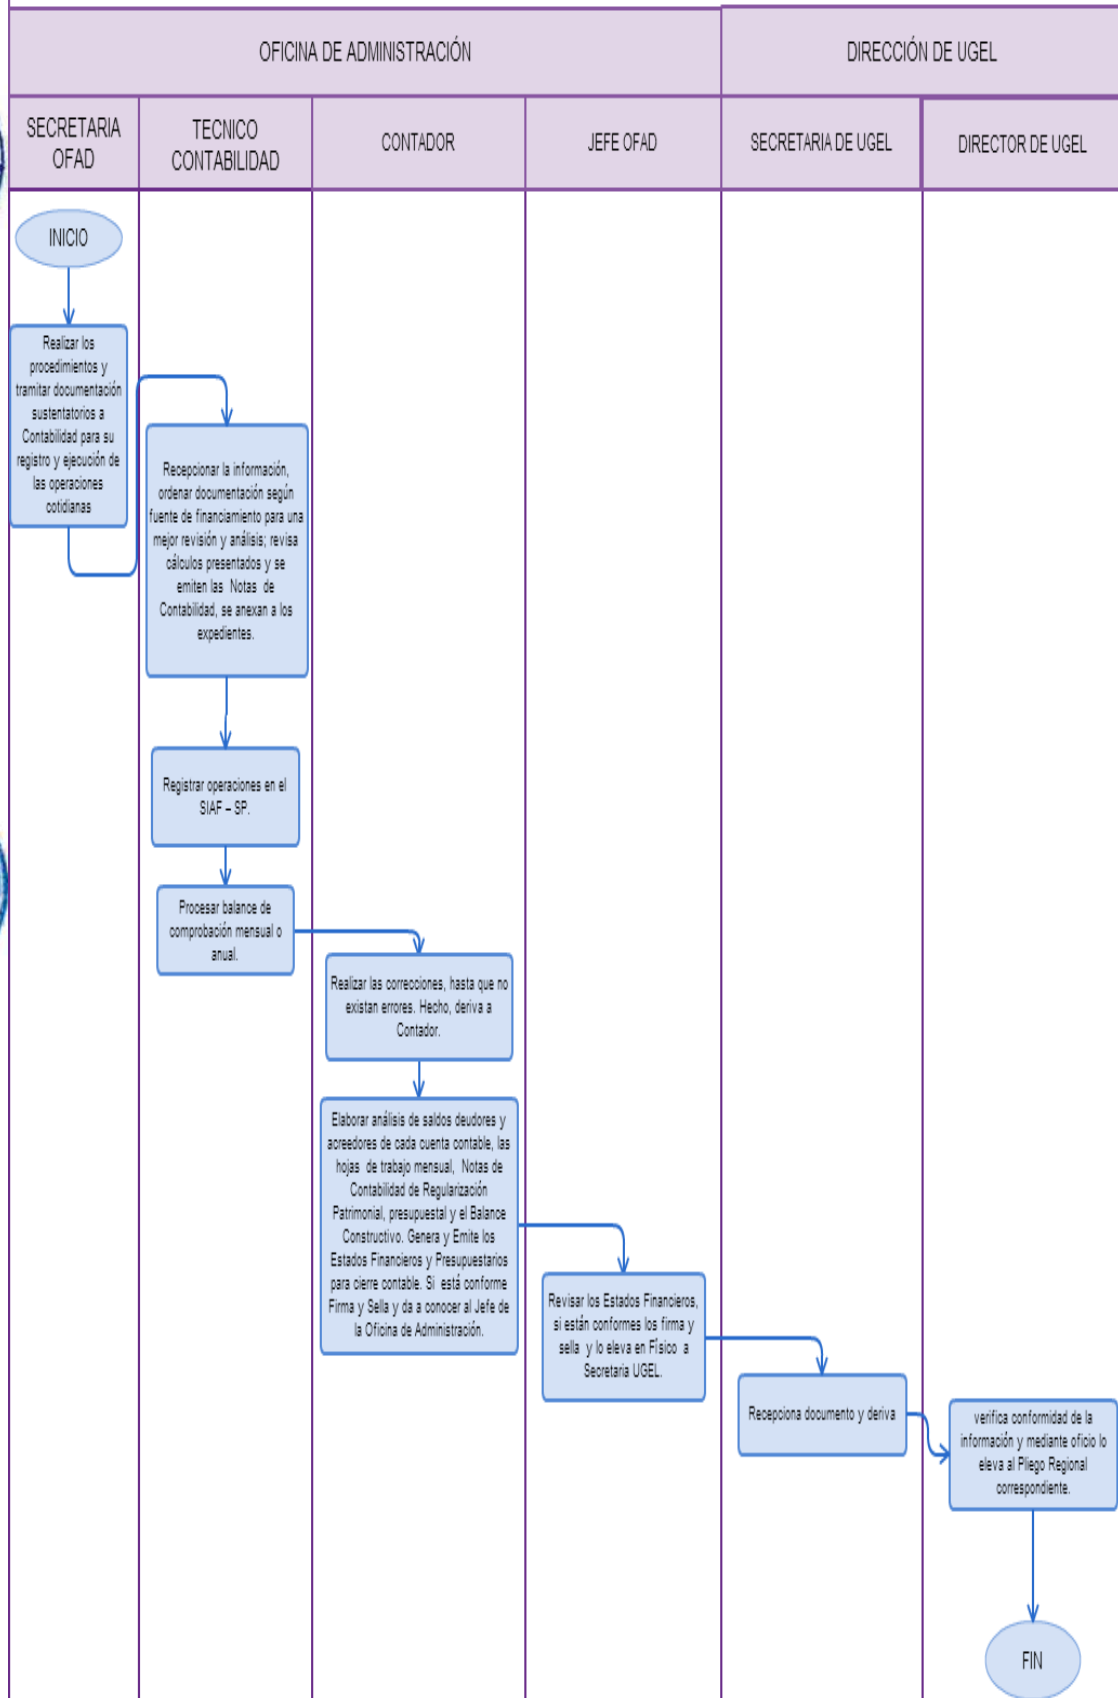 OFICINA DE ADMINISTRACIÓN
DIRECCIÓN DE UGEL
SECRETARIA
OFAD
TECNICO
CONTABILIDAD
CONTADOR
JEFE OFAD
SECRETARIA DE UGEL
DIRECTOR DE UGEL
INICIO
Realizar los
procedimientos y
tramitar documentación
sustentatorios a
Contabilidad para su
registro y ejecución de
las operaciones
cotidianas
Recepcionar la información,
ordenar documentación según
fuente de financiamiento para una
mejor revisión y análisis; revisa
cálculos presentados y se
emiten las Notas de
Contabilidad, se anexan a los
expedientes.
Registrar operaciones en el
SIAF – SP.
Procesar balance de
comprobación mensual o
anual.
Realizar las correcciones, hasta que no
existan errores. Hecho, deriva a
Contador.
Elaborar análisis de saldos deudores y
acreedores de cada cuenta contable, las
hojas de trabajo mensual, Notas de
Contabilidad de Regularización
Patrimonial, presupuestal y el Balance
Constructivo. Genera y Emite los
Estados Financieros y Presupuestarios
para cierre contable. Si está conforme
Firma y Sella y da a conocer al Jefe de
la Oficina de Administración.
Revisar los Estados Financieros,
si están conformes los firma y
sella y lo eleva en Físico a
Secretaria UGEL.
Recepciona documento y deriva
verifica conformidad de la
información y mediante oficio lo
eleva al Pliego Regional
correspondiente.
FIN